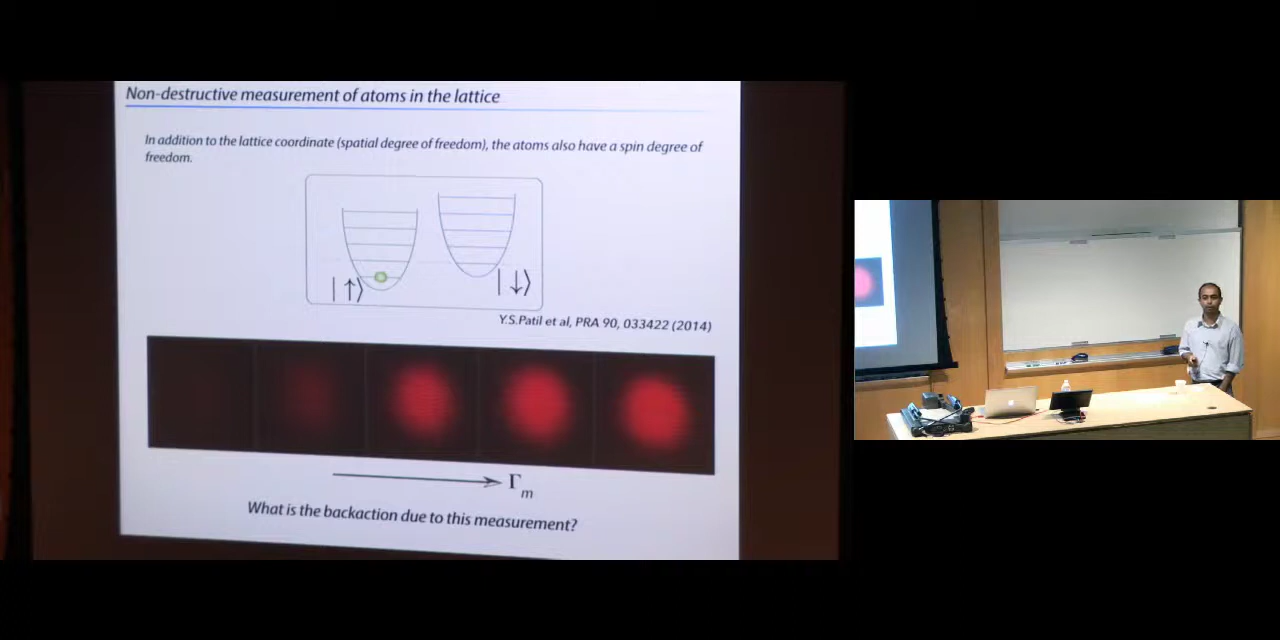 Non-destructive measurement of atoms in the lattice
In addition to the lattice coordinate (spatial degree of freedom), the atoms also have a spin degree of
freedom.
|↑⟩
|↓⟩
Y.S.Patil et al, PRA 90, 033422 (2014)
Γm
What is the backaction due to this measurement?